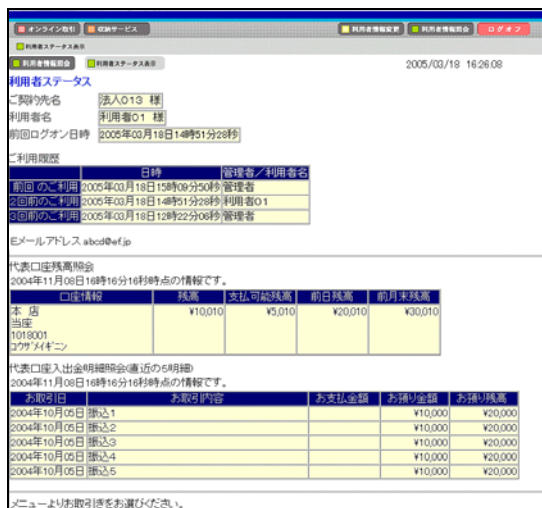 オンライン取引 収納サービス 利用者情報変更 利用者情報照会 ログオフ
利用者ステータス表示
利用者情報照会 利用者ステータス表示 2005/03/18 16:26:08
利用者ステータス
ご契約先名 法人013 様
利用者名 利用者01 様
前回ログオン日時 2005年03月18日14時51分28秒
ご利用履歴
日時 管理者/利用者名
前回 のご利用 2005年03月18日15時09分50秒 管理者
2回前のご利用 2005年03月18日14時51分28秒 利用者01
3回前のご利用 2005年03月18日12時22分06秒 管理者
Eメールアドレス abcd@ef.jp
代表口座残高照会
2004年11月08日16時16分16秒時点の情報です。
口座情報 残高 支払可能残高 前日残高 前月末残高
本 店 ¥10,010 ¥5,010 ¥20,010 ¥30,010
当座
1018001
コウザメイギニン
代表口座入出金明細照会(直近の5明細)
2004年11月08日16時16分16秒時点の情報です。
お取引日 お取引内容 お支払金額 お預り金額 お預り残高
2004年10月05日 振込1 ¥10,000 ¥20,000
2004年10月05日 振込2 ¥10,000 ¥20,000
2004年10月05日 振込3 ¥10,000 ¥20,000
2004年10月05日 振込4 ¥10,000 ¥20,000
2004年10月05日 振込5 ¥10,000 ¥20,000
メニューよりお取引きをお選びください。